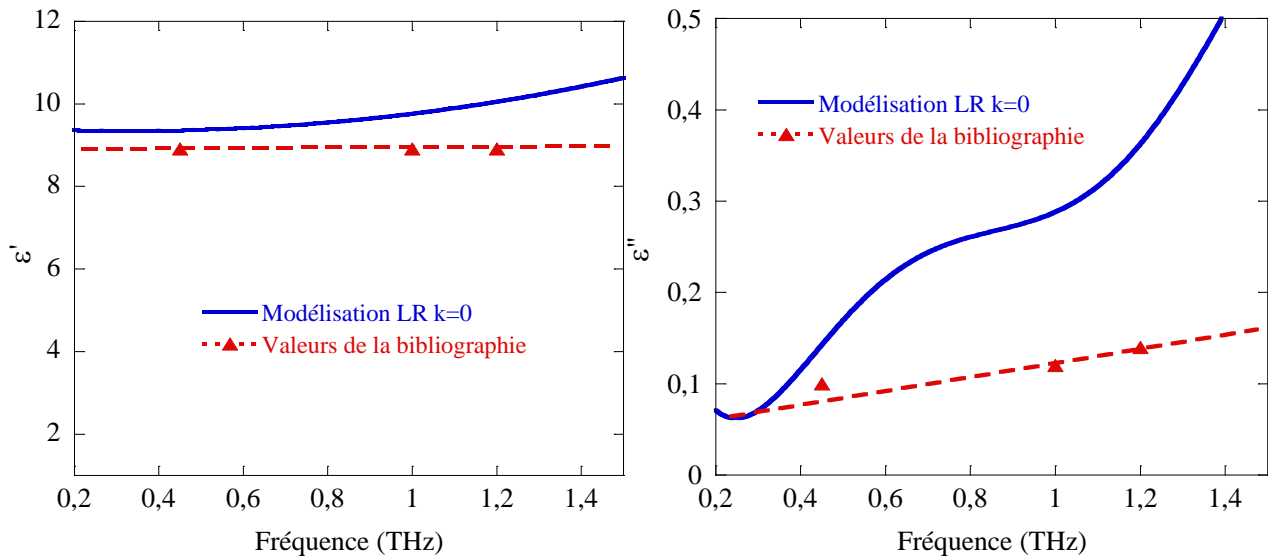 12
10
8
6
4
2
ε'
Modélisation LR k=0
Valeurs de la bibliographie
0,2 0,4 0,6 0,8 1 1,2 1,4
Fréquence (THz)
0,5
0,4
0,3
0,2
0,1
0
ε"
Modélisation LR k=0
Valeurs de la bibliographie
0,2 0,4 0,6 0,8 1 1,2 1,4
Fréquence (THz)